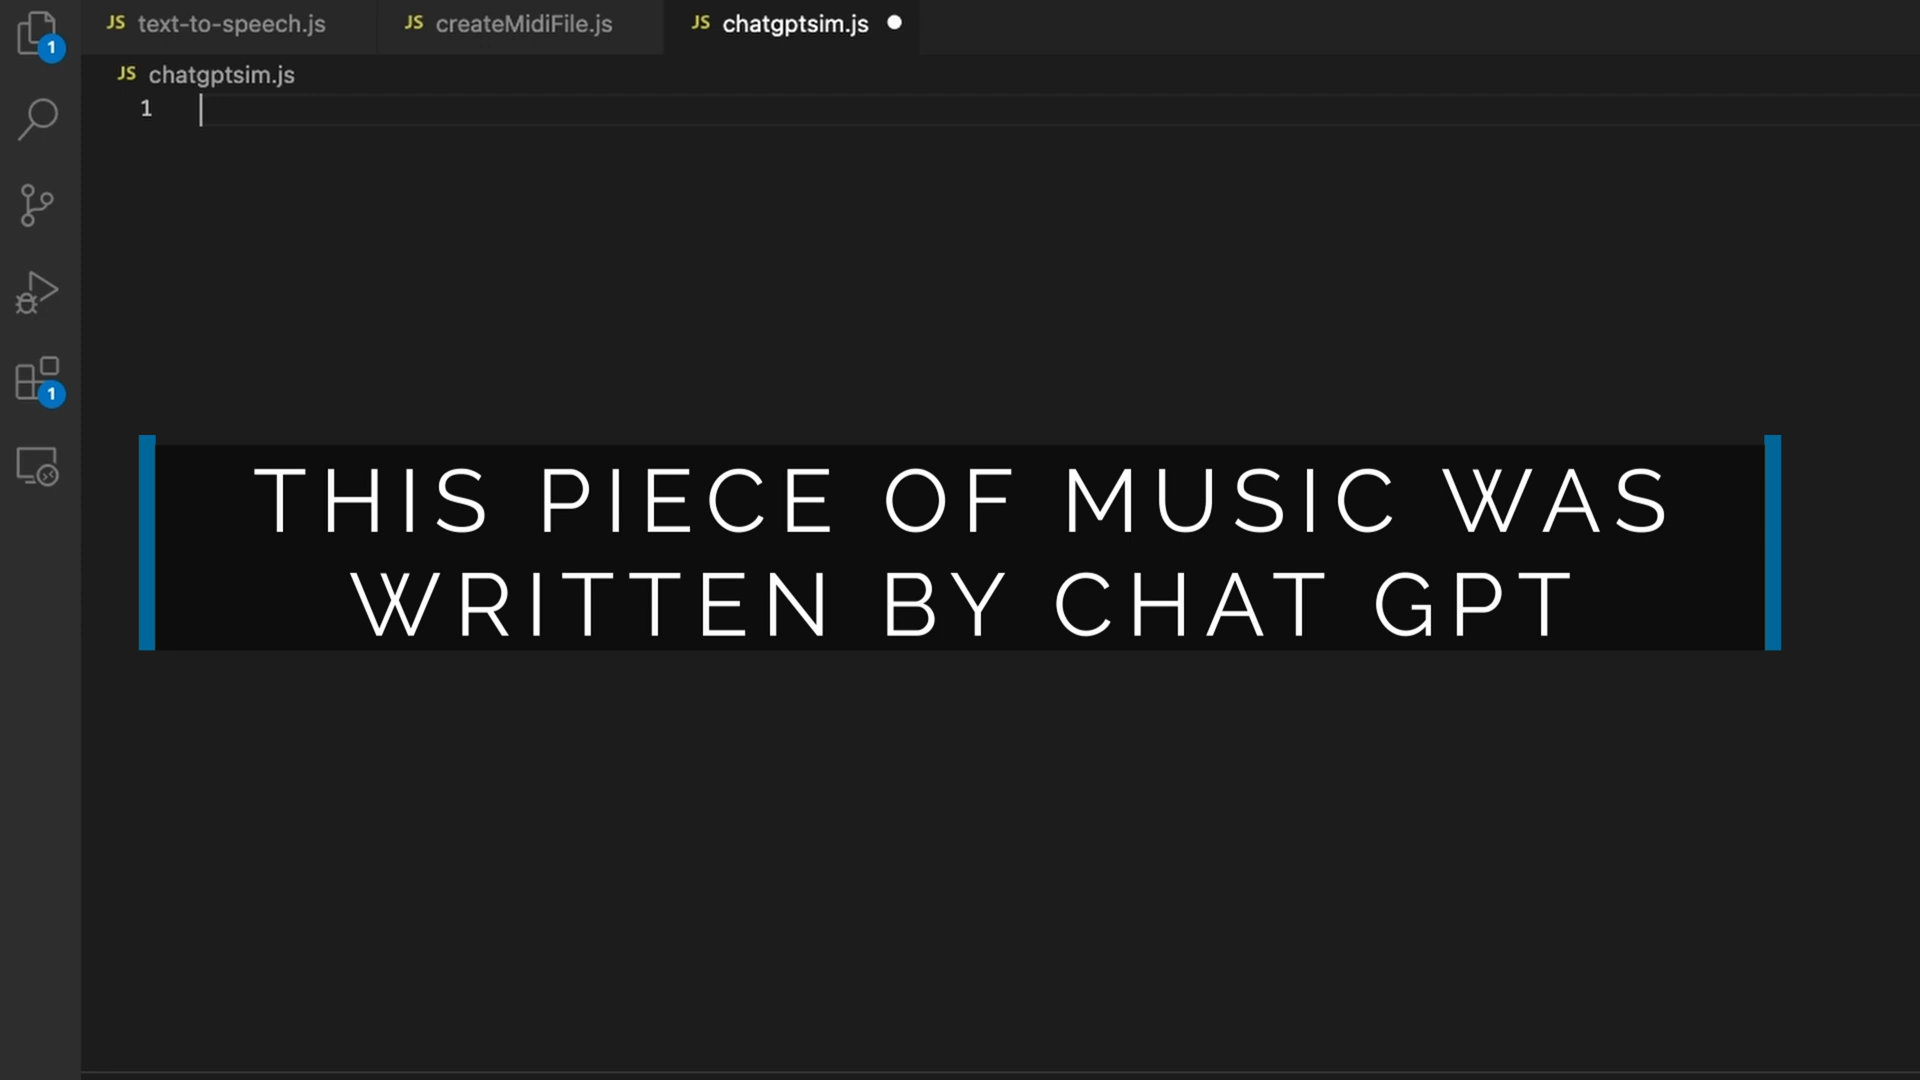 JS text-to-speech.js JS createMidiFile.js JS chatgptsim.js
1
JS chatgptsim.js
1
THIS PIECE OF MUSIC WAS
WRITTEN BY CHAT GPT
1